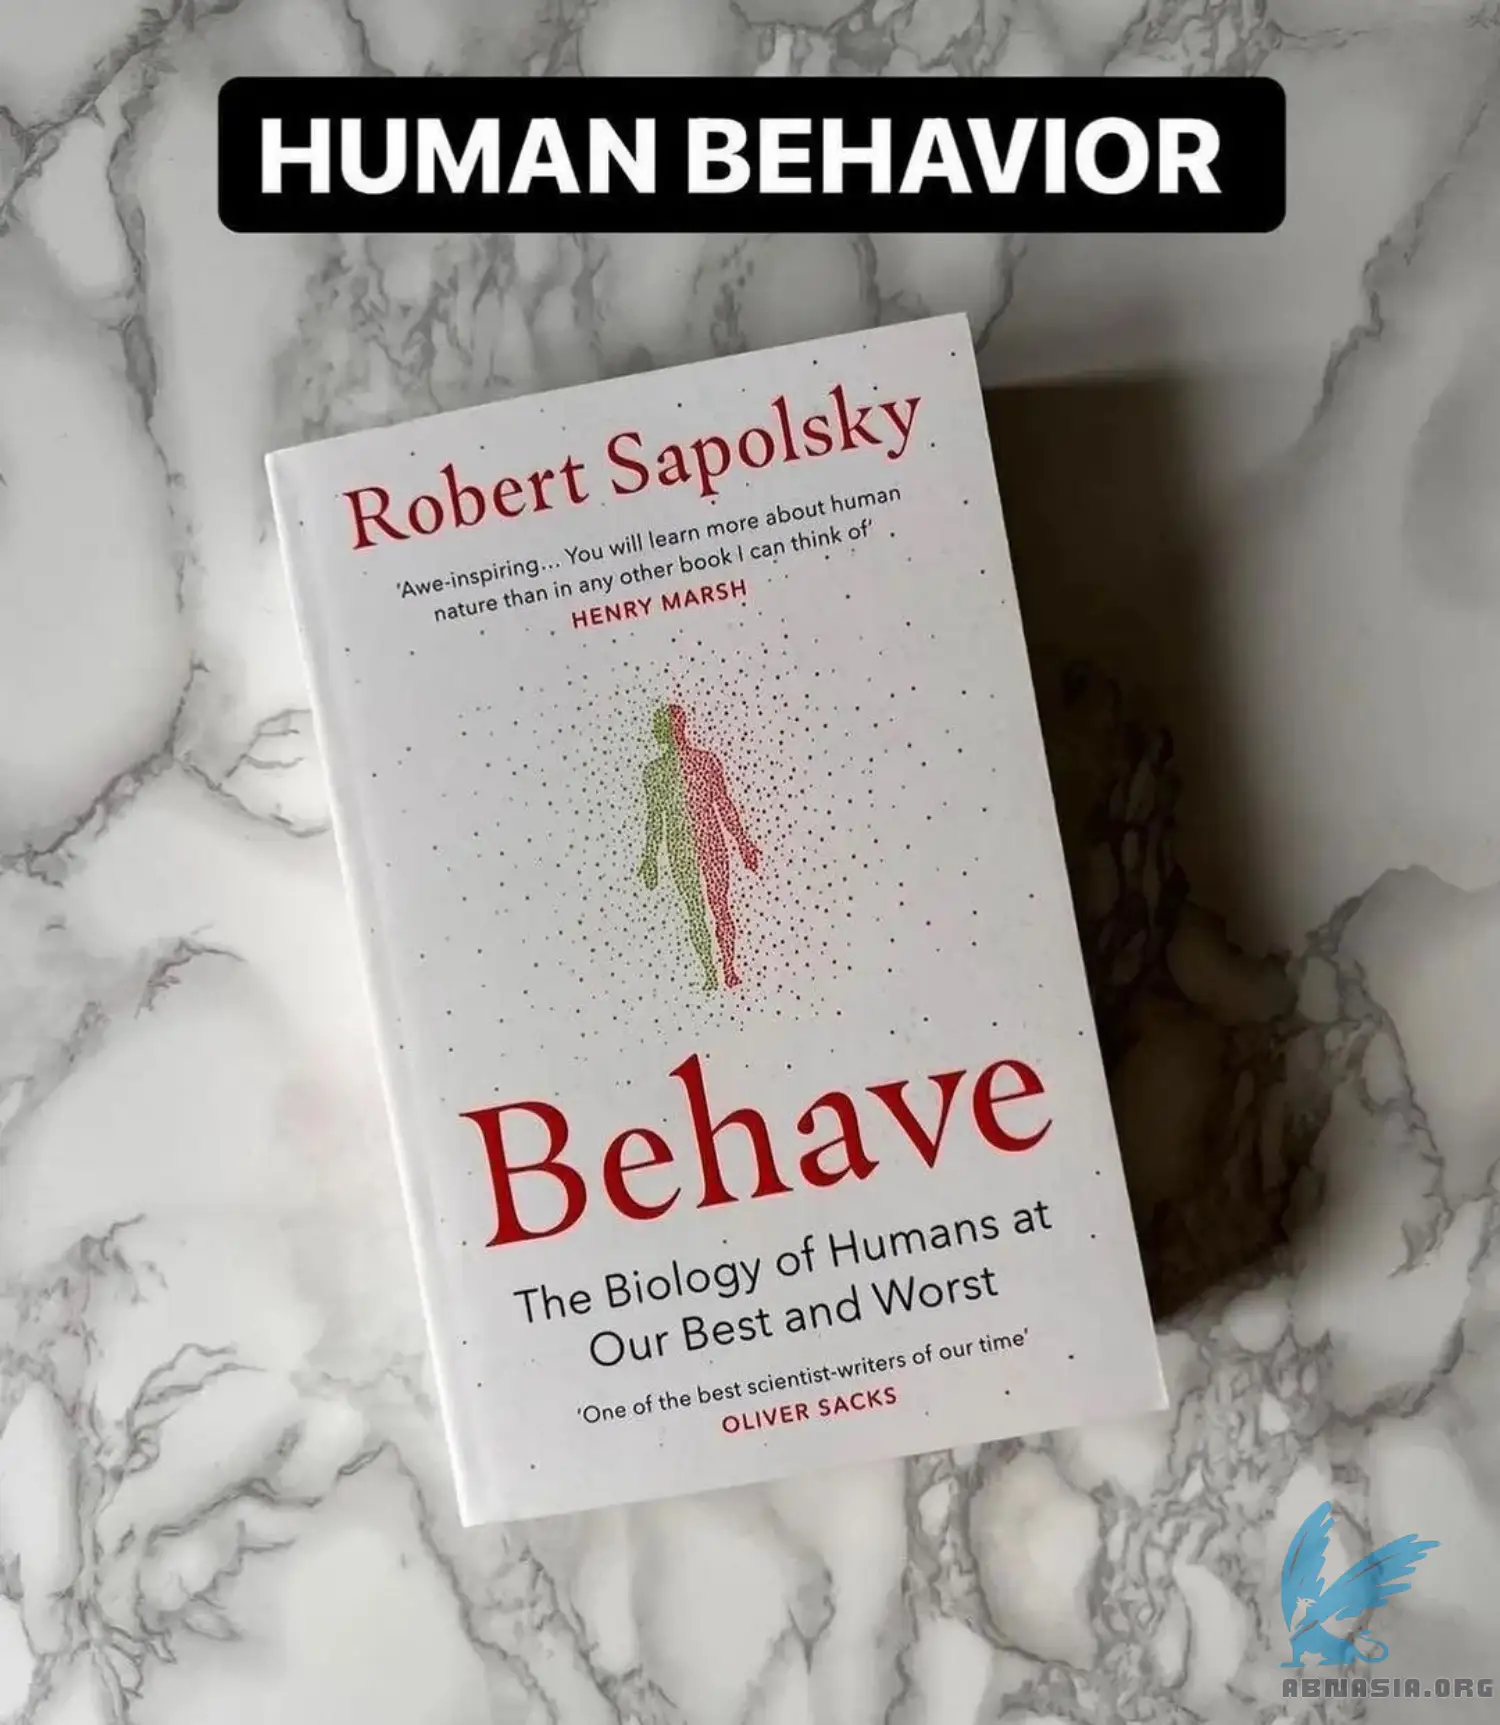 HUMAN BEHAVIOR
Robert Sapolsky
'Awe-inspiring... You will learn more about human
nature than in any other book I can think of'
HENRY MARSH
Behave
The Biology of Humans at
Our Best and Worst
'One of the best scientist-writers of our time'
OLIVER SACKS
ABNASIA.ORG